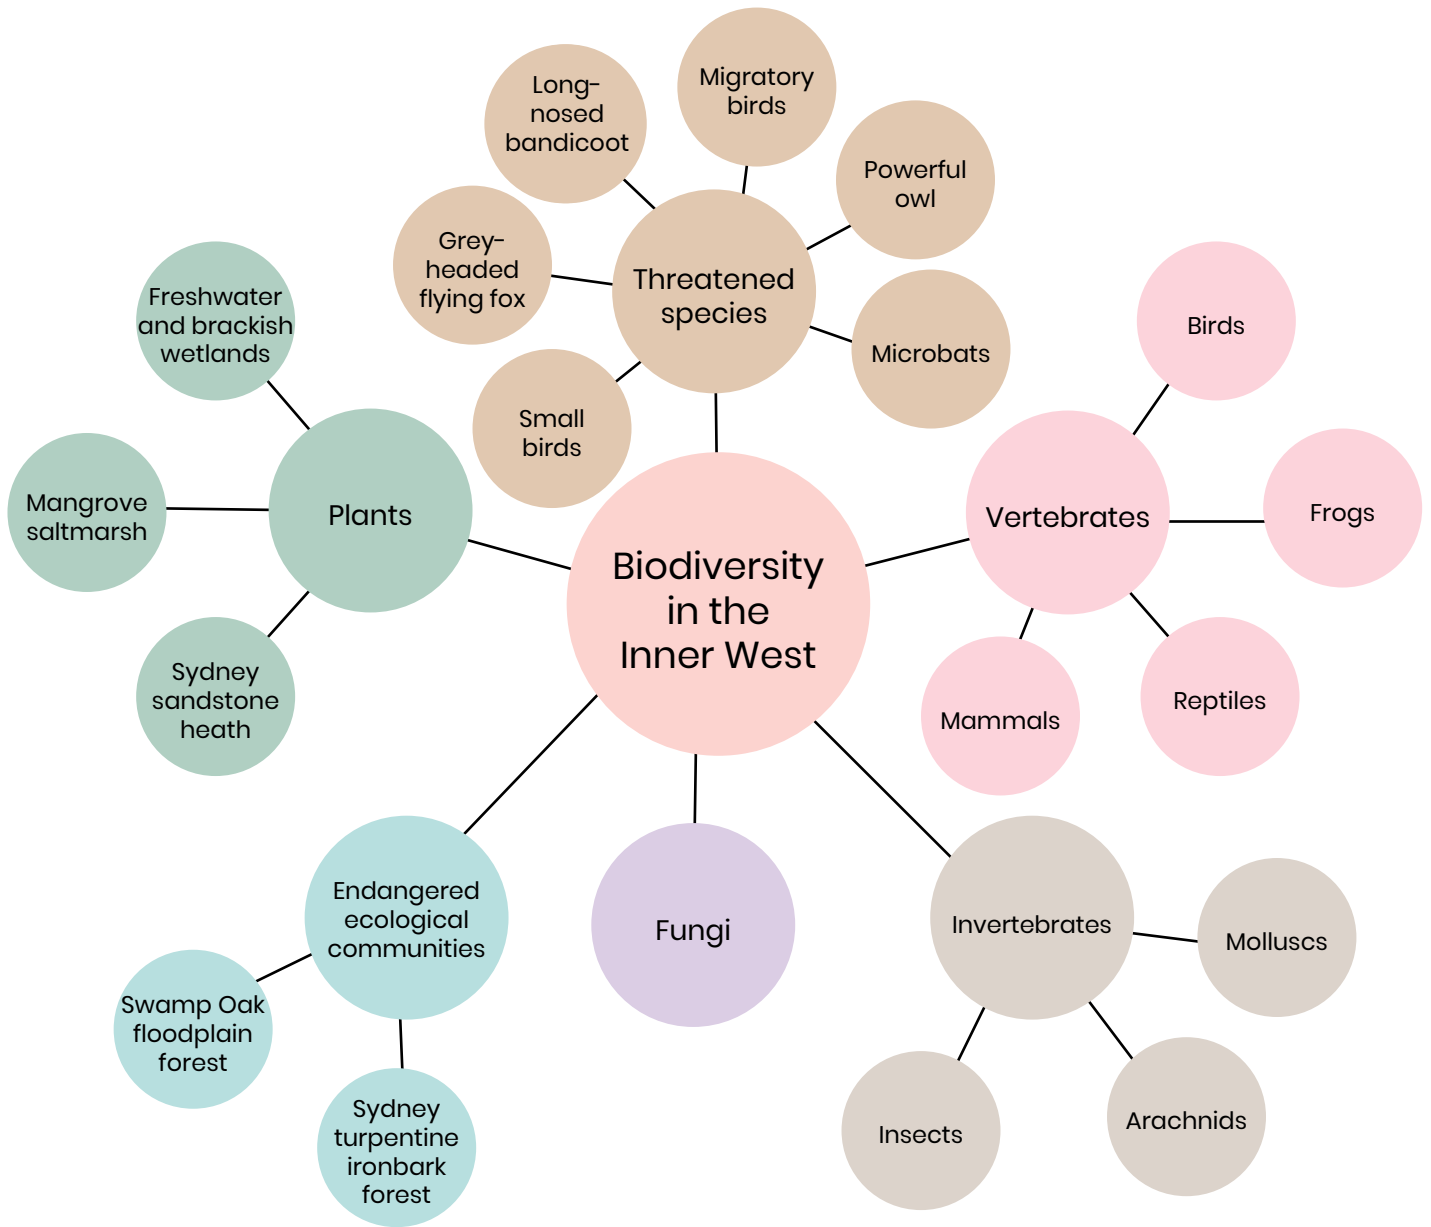 Long-
nosed
bandicoot
Migratory
birds
Powerful
owl
Grey-
headed
flying fox
Threatened
species
Microbats
Small
birds
Freshwater
and brackish
wetlands
Mangrove
saltmarsh
Plants
Sydney
sandstone
heath
Biodiversity
in the
Inner West
Birds
Vertebrates
Frogs
Mammals
Reptiles
Endangered
ecological
communities
Swamp Oak
floodplain
forest
Sydney
turpentine
ironbark
forest
Fungi
Invertebrates
Molluscs
Insects
Arachnids